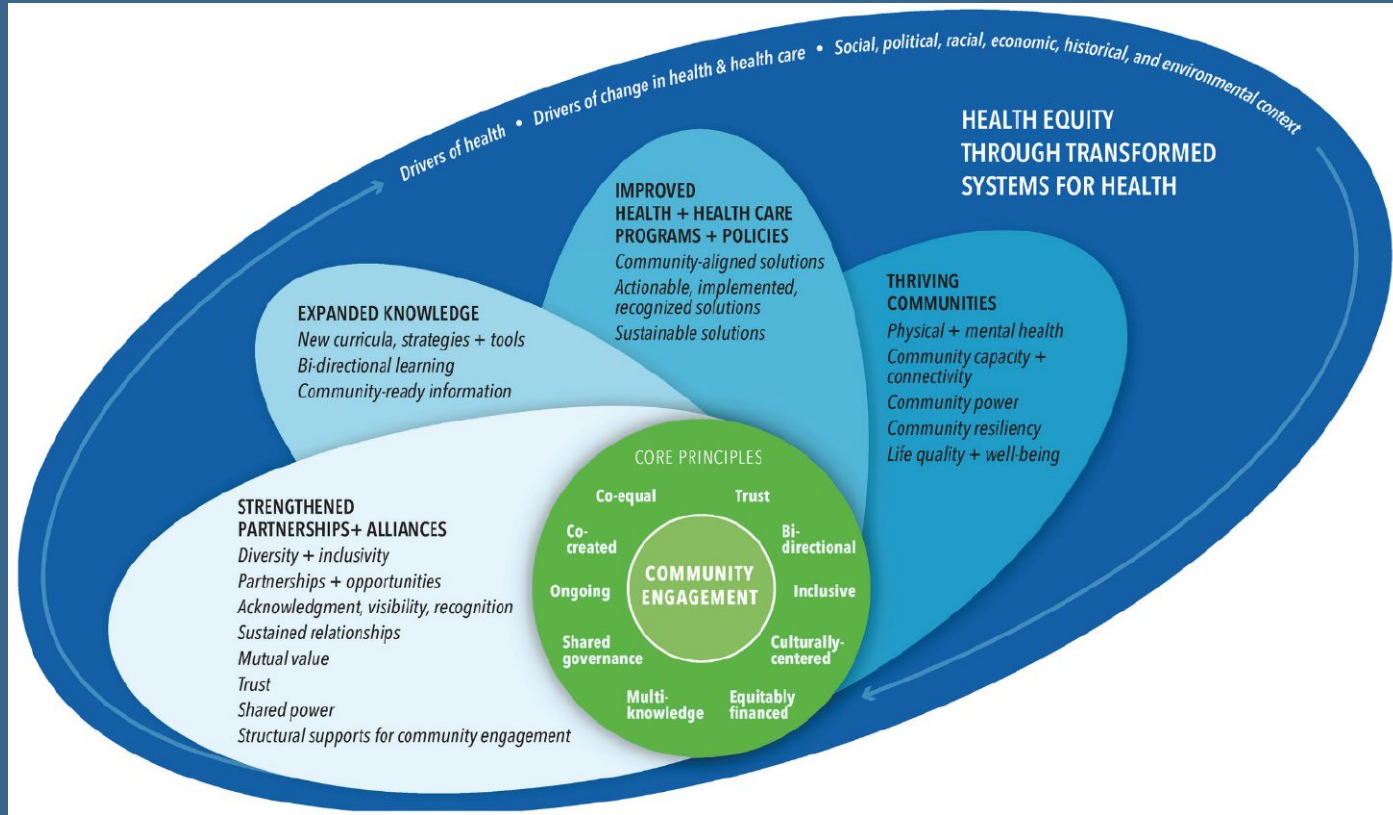 Drivers of health • Drivers of change in health & health care • Social, political, racial, economic, historical, and environmental context
HEALTH EQUITY
THROUGH TRANSFORMED
SYSTEMS FOR HEALTH
IMPROVED
HEALTH + HEALTH CARE
PROGRAMS + POLICIES
Community-aligned solutions
Actionable, implemented,
recognized solutions
Sustainable solutions
THRIVING
COMMUNITIES
Physical + mental health
Community capacity +
connectivity
Community power
Community resiliency
Life quality + well-being
EXPANDED KNOWLEDGE
New curricula, strategies + tools
Bi-directional learning
Community-ready information
STRENGTHENED
PARTNERSHIPS+ ALLIANCES
Diversity + inclusivity
Partnerships + opportunities
Acknowledgment, visibility, recognition
Sustained relationships
Mutual value
Trust
Shared power
Structural supports for community engagement
CORE PRINCIPLES
Co-equal
Trust
Co-
created
Bi-
directional
Ongoing
Inclusive
Shared
governance
Culturally-
centered
Multi-
knowledge
Equitably
financed
COMMUNITY
ENGAGEMENT